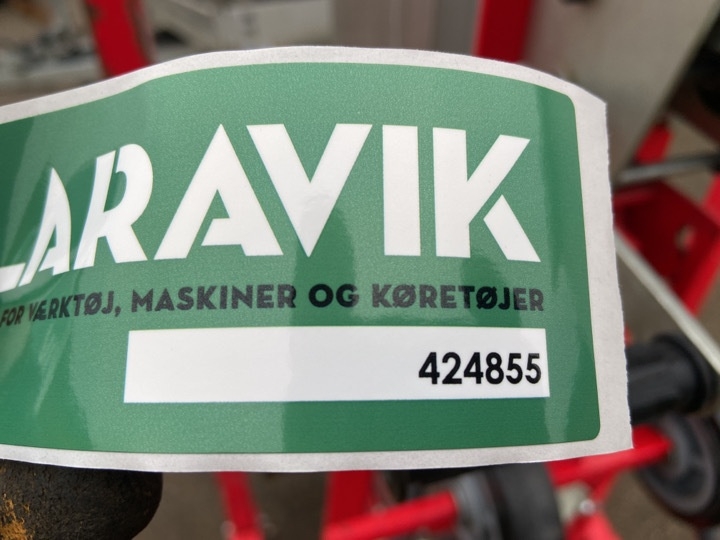 LARAVIK
FOR VÆRKTØJ, MASKINER OG KØRETØJER
424855